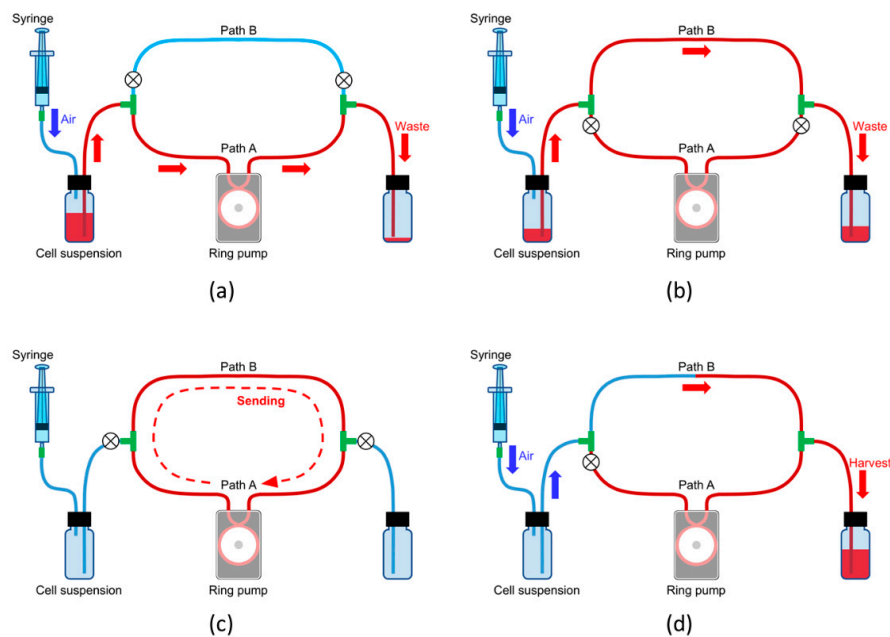 Syringe
Path B
Air
Waste
Path A
Cell suspension
Ring pump
(a)
Syringe
Path B
Air
Waste
Path A
Cell suspension
Ring pump
(b)
Syringe
Path B
Sending
Path A
Cell suspension
Ring pump
(c)
Syringe
Path B
Air
Harvest
Path A
Cell suspension
Ring pump
(d)